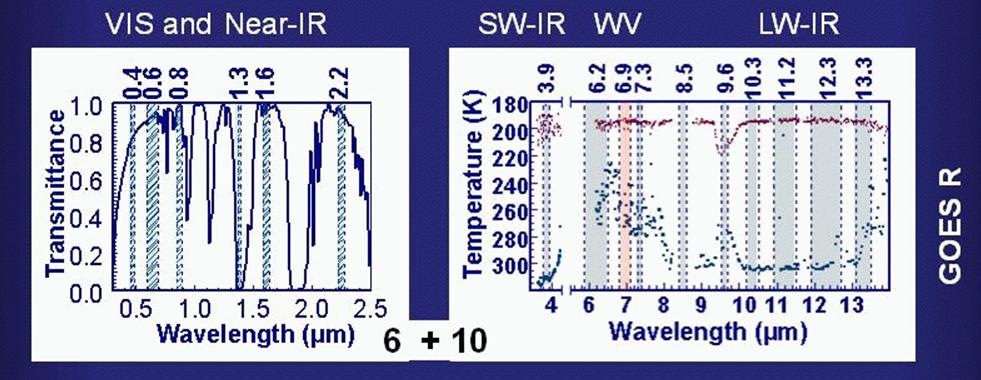 VIS and Near-IR
0.4 0.6 0.8 1.3 1.6 2.2
Transmittance
1.0
0.8
0.6
0.4
0.2
0.0
0.5 1.0 1.5 2.0 2.5
Wavelength (µm)
6 + 10
SW-IR WV LW-IR
3.9 6.2 6.9 7.3 8.5 9.6 10.3 11.2 12.3 13.3
Temperature (K)
180
200
220
240
260
280
300
4 6 7 8 9 10 11 12 13
Wavelength (µm)
GOES R